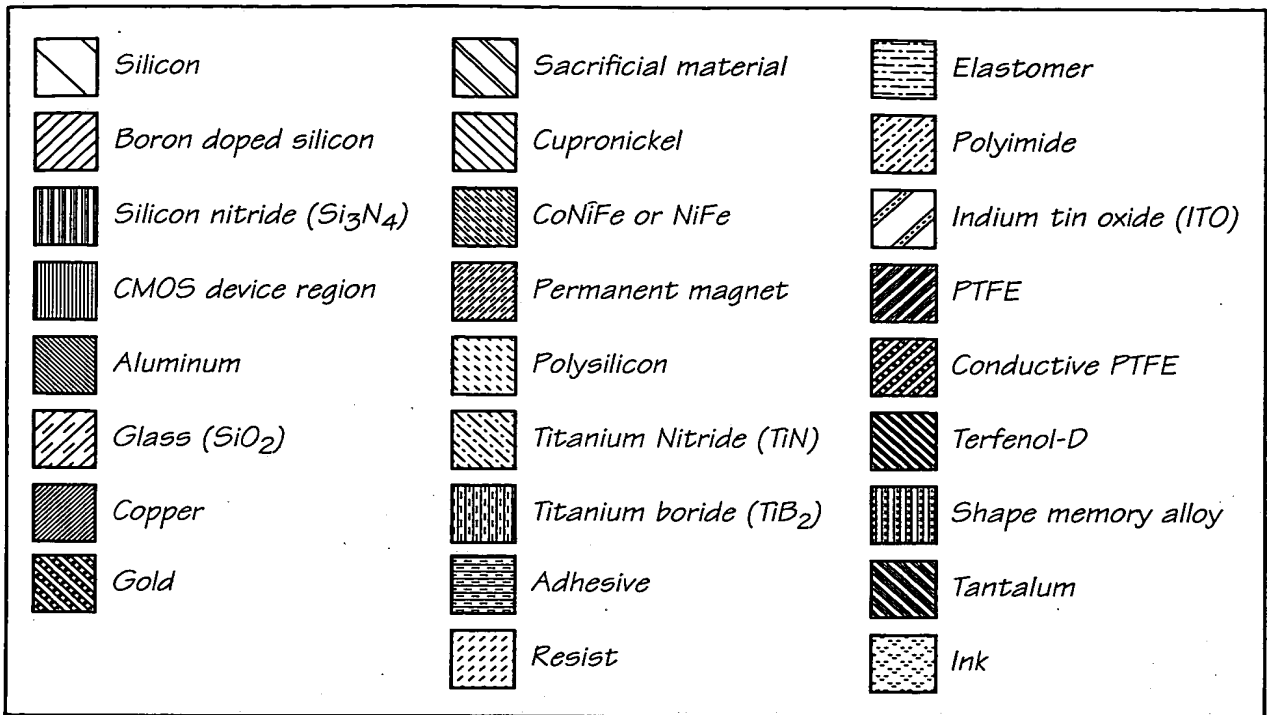 Silicon
Boron doped silicon
Silicon nitride (Si₃N₄)
CMOS device region
Aluminum
Glass (SiO₂)
Copper
Gold
Sacrificial material
Cupronickel
CoNiFe or NiFe
Permanent magnet
Polysilicon
Titanium Nitride (TiN)
Titanium boride (TiB₂)
Adhesive
Resist
Elastomer
Polyimide
Indium tin oxide (ITO)
PTFE
Conductive PTFE
Terfenol-D
Shape memory alloy
Tantalum
Ink